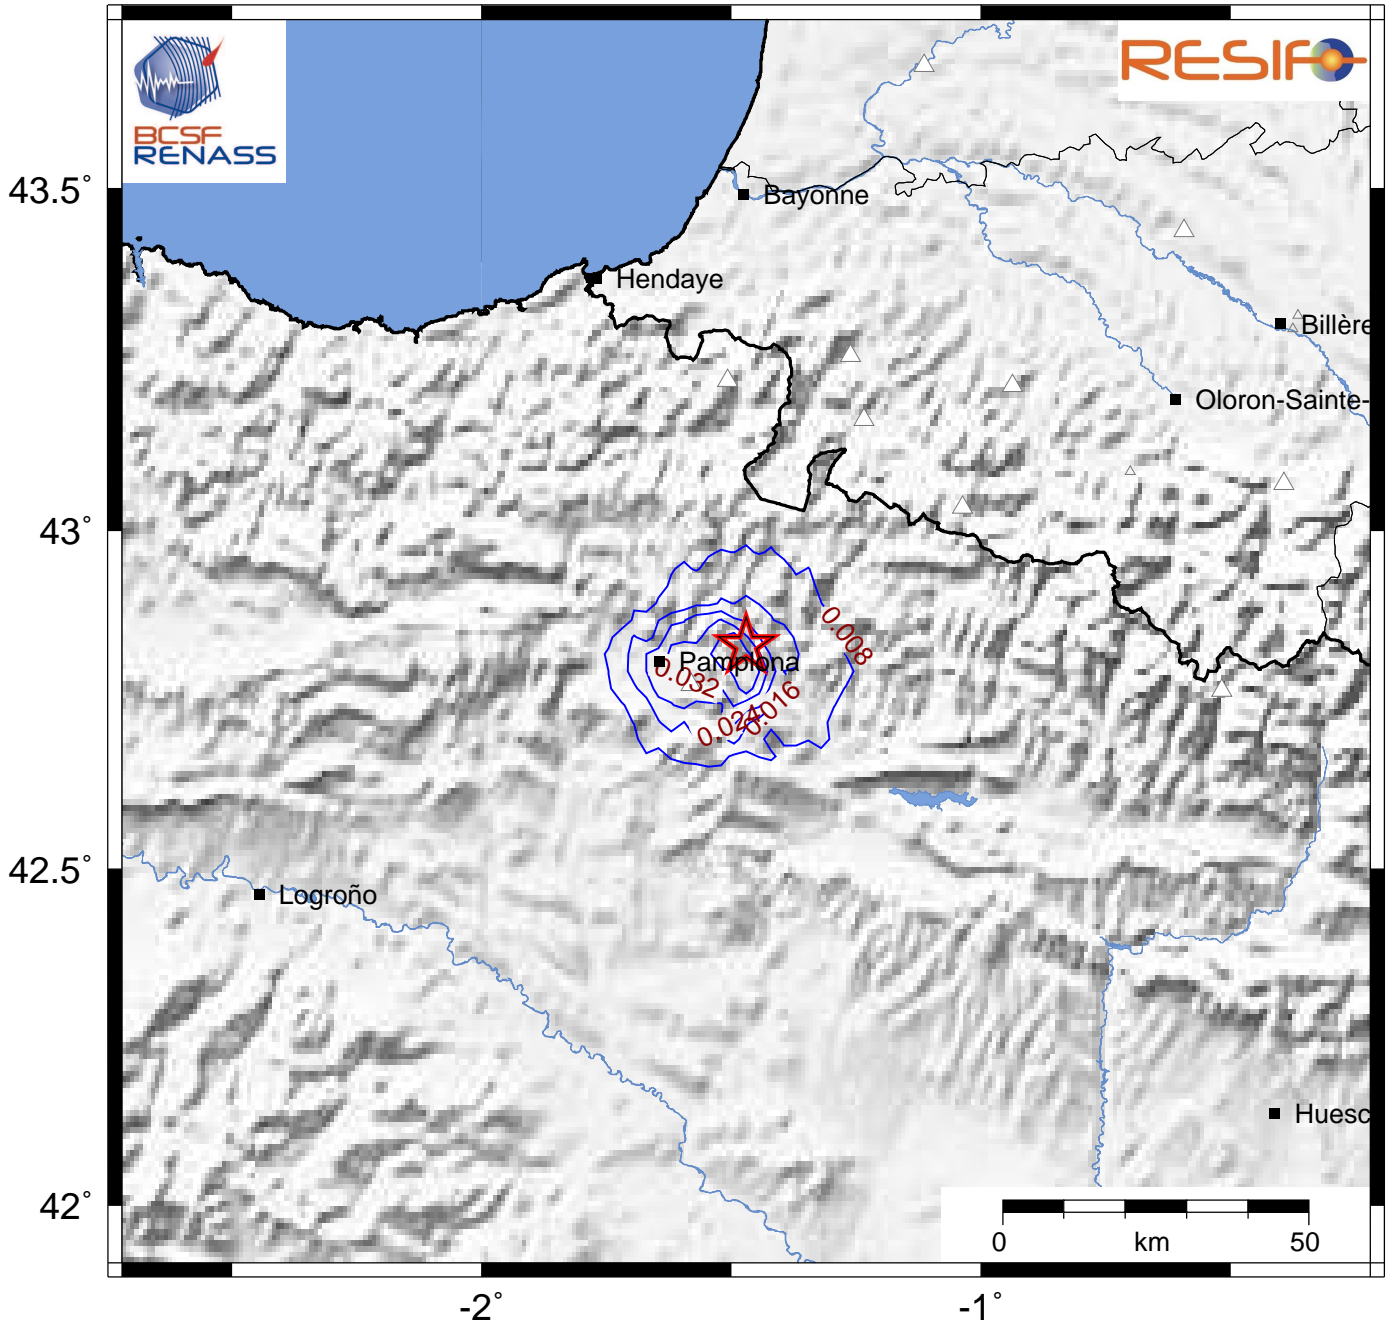 BCSF
RENASS
RESIF
43.5°
Bayonne
Hendaye
Billère
Oloron-Sainte-
43°
0.008
Pamplona
0.032
0.016
0.024
42.5°
Logroño
Huesc
42°
0 km 50
-2° -1°